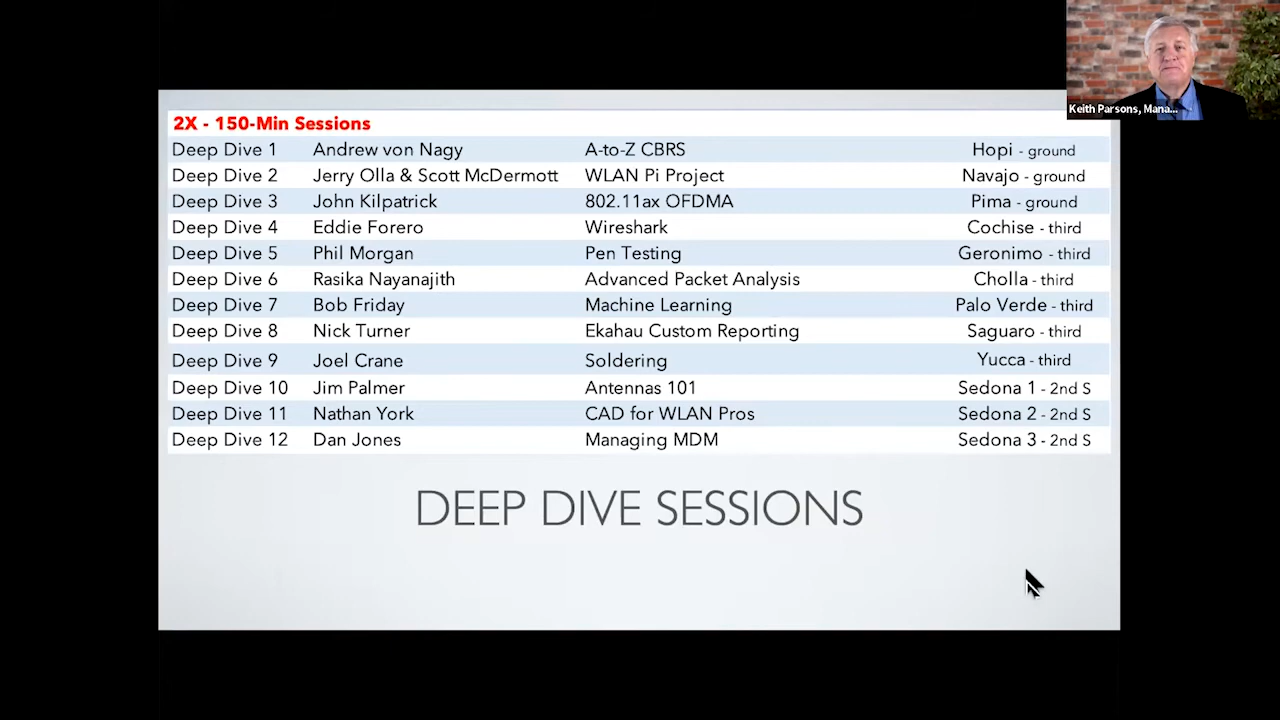 Keith Parsons, Mana...
2X - 150-Min Sessions
Deep Dive 1 Andrew von Nagy A-to-Z CBRS Hopi - ground
Deep Dive 2 Jerry Olla & Scott McDermott WLAN Pi Project Navajo - ground
Deep Dive 3 John Kilpatrick 802.11ax OFDMA Pima - ground
Deep Dive 4 Eddie Forero Wireshark Cochise - third
Deep Dive 5 Phil Morgan Pen Testing Geronimo - third
Deep Dive 6 Rasika Nayanajith Advanced Packet Analysis Cholla - third
Deep Dive 7 Bob Friday Machine Learning Palo Verde - third
Deep Dive 8 Nick Turner Ekahau Custom Reporting Saguaro - third
Deep Dive 9 Joel Crane Soldering Yucca - third
Deep Dive 10 Jim Palmer Antennas 101 Sedona 1 - 2nd S
Deep Dive 11 Nathan York CAD for WLAN Pros Sedona 2 - 2nd S
Deep Dive 12 Dan Jones Managing MDM Sedona 3 - 2nd S
DEEP DIVE SESSIONS